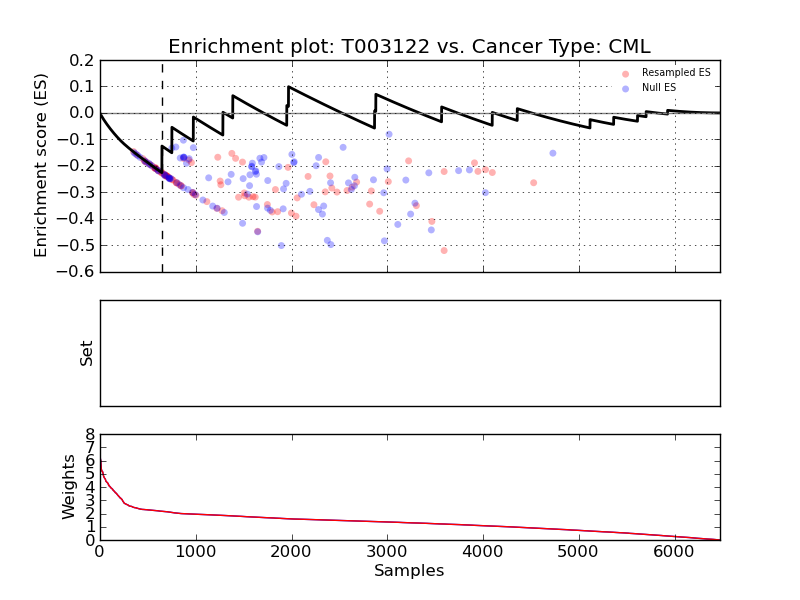 Enrichment plot: T003122 vs. Cancer Type: CML
Enrichment score (ES)
0.2
0.1
0.0
−0.1
−0.2
−0.3
−0.4
−0.5
−0.6
Resampled ES
Null ES
Set
Weights
8
7
6
5
4
3
2
1
0
0 1000 2000 3000 4000 5000 6000
Samples